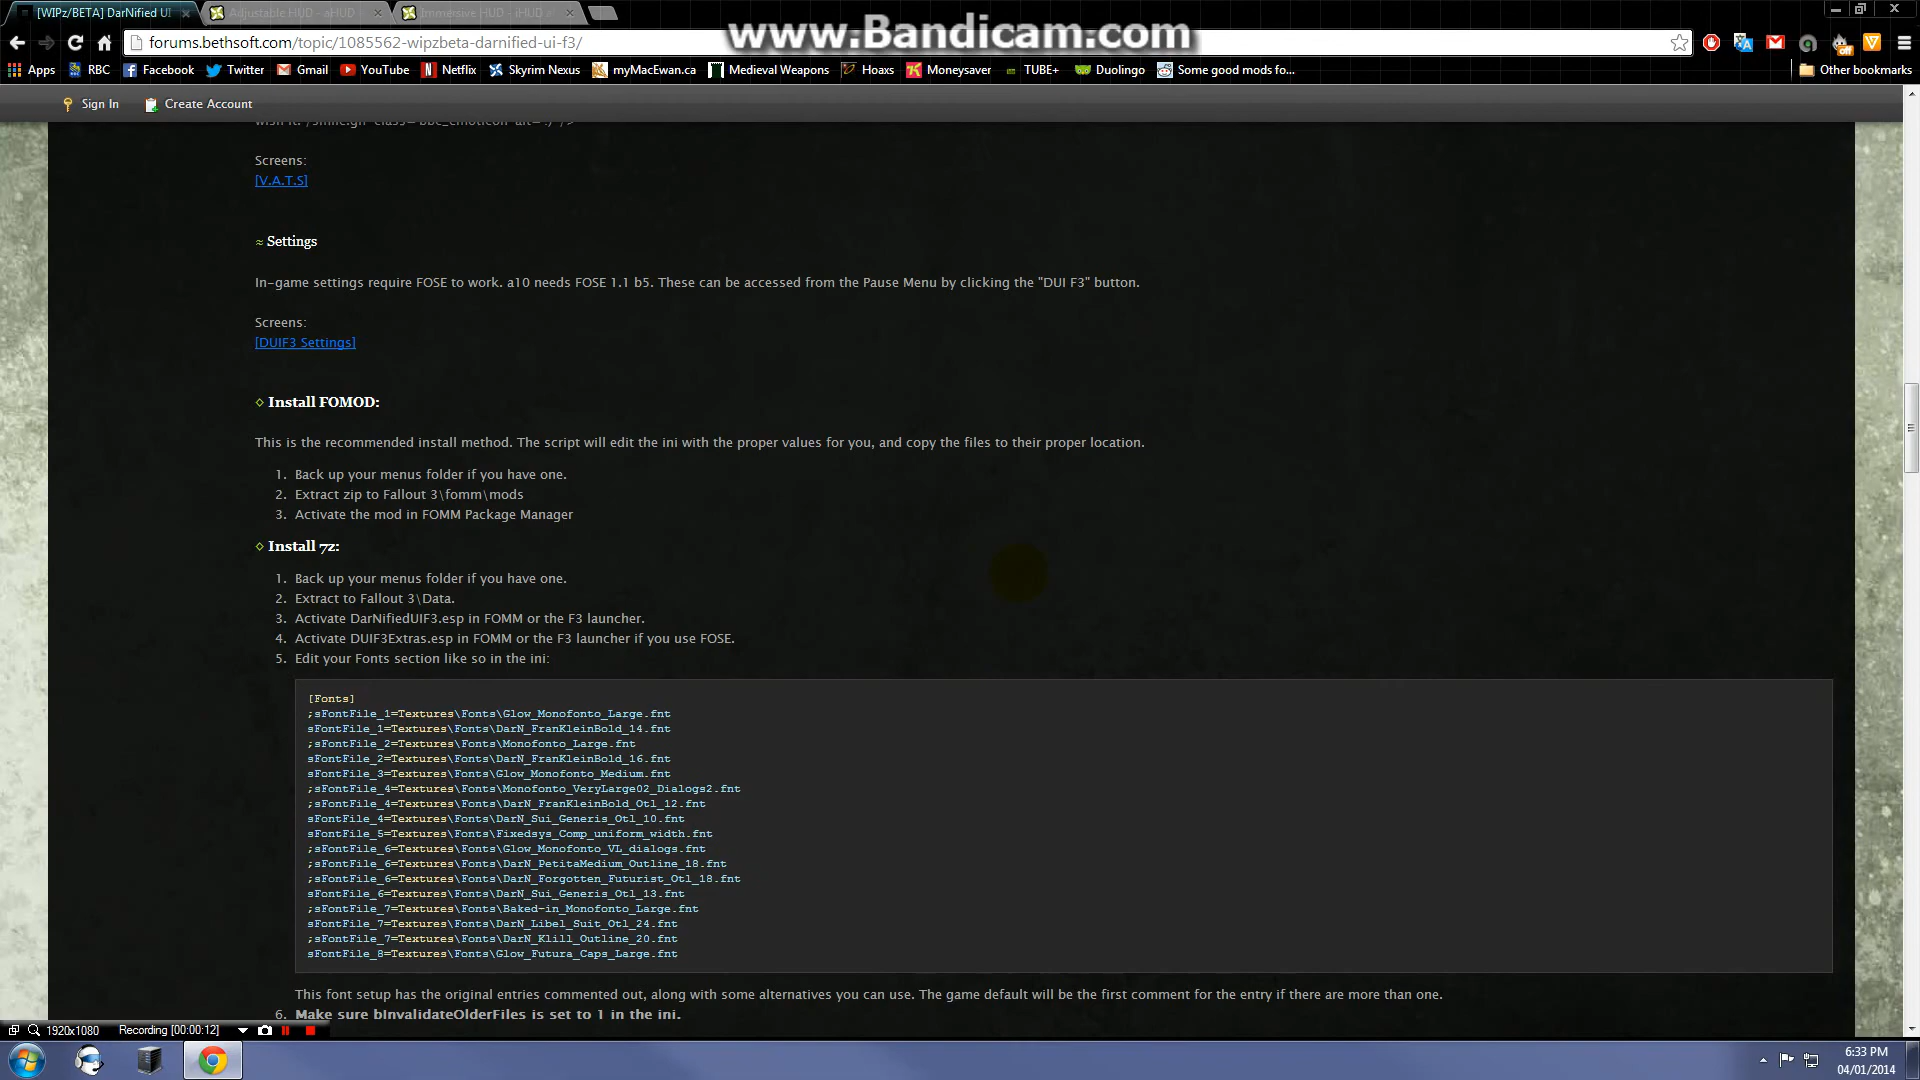 [WIPz/BETA] DarNified UI
Adjustable HUD - aHUD
Immersive HUD - iHUD
www.Bandicam.com
forums.bethsoft.com/topic/1085562-wipzbeta-darnified-ui-f3/
Apps RBC Facebook Twitter Gmail YouTube Netflix Skyrim Nexus myMacEwan.ca Medieval Weapons Hoaxs Moneysaver TUBE+ Duolingo Some good mods fo... Other bookmarks
Sign In Create Account
Screens:
[V.A.T.S]
≈ Settings
In-game settings require FOSE to work. a10 needs FOSE 1.1 b5. These can be accessed from the Pause Menu by clicking the "DUI F3" button.
Screens:
[DUIF3 Settings]
◇ Install FOMOD:
This is the recommended install method. The script will edit the ini with the proper values for you, and copy the files to their proper location.
1. Back up your menus folder if you have one.
2. Extract zip to Fallout 3\fomm\mods
3. Activate the mod in FOMM Package Manager
◇ Install 7z:
1. Back up your menus folder if you have one.
2. Extract to Fallout 3\Data.
3. Activate DarNifiedUIF3.esp in FOMM or the F3 launcher.
4. Activate DUIF3Extras.esp in FOMM or the F3 launcher if you use FOSE.
5. Edit your Fonts section like so in the ini:
[Fonts]
;sFontFile_1=Textures\Fonts\Glow_Monofonto_Large.fnt
sFontFile_1=Textures\Fonts\DarN_FranKleinBold_14.fnt
;sFontFile_2=Textures\Fonts\Monofonto_Large.fnt
sFontFile_2=Textures\Fonts\DarN_FranKleinBold_16.fnt
sFontFile_3=Textures\Fonts\Glow_Monofonto_Medium.fnt
;sFontFile_4=Textures\Fonts\Monofonto_VeryLarge02_Dialogs2.fnt
;sFontFile_4=Textures\Fonts\DarN_FranKleinBold_Otl_12.fnt
sFontFile_4=Textures\Fonts\DarN_Sui_Generis_Otl_10.fnt
sFontFile_5=Textures\Fonts\Fixedsys_Comp_uniform_width.fnt
;sFontFile_6=Textures\Fonts\Glow_Monofonto_VL_dialogs.fnt
;sFontFile_6=Textures\Fonts\DarN_PetitaMedium_Outline_18.fnt
;sFontFile_6=Textures\Fonts\DarN_Forgotten_Futurist_Otl_18.fnt
sFontFile_6=Textures\Fonts\DarN_Sui_Generis_Otl_13.fnt
;sFontFile_7=Textures\Fonts\Baked-in_Monofonto_Large.fnt
sFontFile_7=Textures\Fonts\DarN_Libel_Suit_Otl_24.fnt
;sFontFile_7=Textures\Fonts\DarN_Klill_Outline_20.fnt
sFontFile_8=Textures\Fonts\Glow_Futura_Caps_Large.fnt
This font setup has the original entries commented out, along with some alternatives you can use. The game default will be the first comment for the entry if there are more than one.
6. Make sure bInvalidateOlderFiles is set to 1 in the ini.
1920x1080 Recording [00:00:12]
6:33 PM
04/01/2014